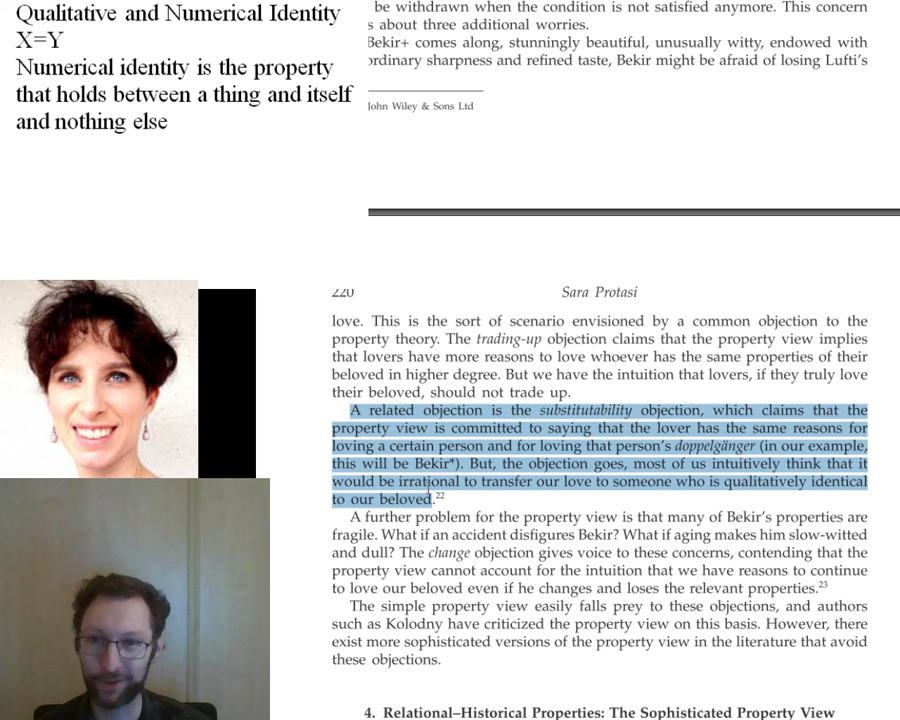 Qualitative and Numerical Identity
X=Y
Numerical identity is the property
that holds between a thing and itself
and nothing else
be withdrawn when the condition is not satisfied anymore. This concern
s about three additional worries.
Bekir+ comes along, stunningly beautiful, unusually witty, endowed with
ordinary sharpness and refined taste, Bekir might be afraid of losing Lufti's
John Wiley & Sons Ltd
220
Sara Protasi
love. This is the sort of scenario envisioned by a common objection to the
property theory. The trading-up objection claims that the property view implies
that lovers have more reasons to love whoever has the same properties of their
beloved in higher degree. But we have the intuition that lovers, if they truly love
their beloved, should not trade up.
A related objection is the substitutability objection, which claims that the
property view is committed to saying that the lover has the same reasons for
loving a certain person and for loving that person's doppelgänger (in our example,
this will be Bekir*). But, the objection goes, most of us intuitively think that it
would be irrational to transfer our love to someone who is qualitatively identical
to our beloved.22
A further problem for the property view is that many of Bekir's properties are
fragile. What if an accident disfigures Bekir? What if aging makes him slow-witted
and dull? The change objection gives voice to these concerns, contending that the
property view cannot account for the intuition that we have reasons to continue
to love our beloved even if he changes and loses the relevant properties.23
The simple property view easily falls prey to these objections, and authors
such as Kolodny have criticized the property view on this basis. However, there
exist more sophisticated versions of the property view in the literature that avoid
these objections.
4. Relational–Historical Properties: The Sophisticated Property View